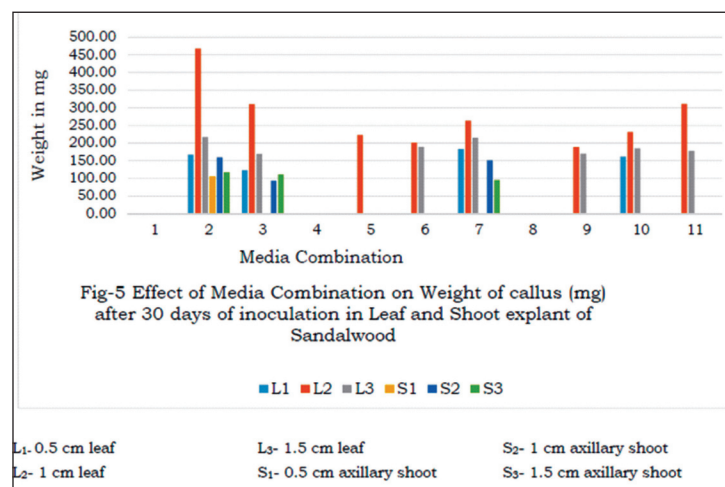 500.00
450.00
400.00
350.00
300.00
250.00
200.00
150.00
100.00
50.00
0.00
Weight in mg
1 2 3 4 5 6 7 8 9 10 11
Media Combination
Fig-5 Effect of Media Combination on Weight of callus (mg)
after 30 days of inoculation in Leaf and Shoot explant of
Sandalwood
L1 L2 L3 S1 S2 S3
L₁- 0.5 cm leaf L₃- 1.5 cm leaf S₂- 1 cm axillary shoot
L₂- 1 cm leaf S₁- 0.5 cm axillary shoot S₃- 1.5 cm axillary shoot